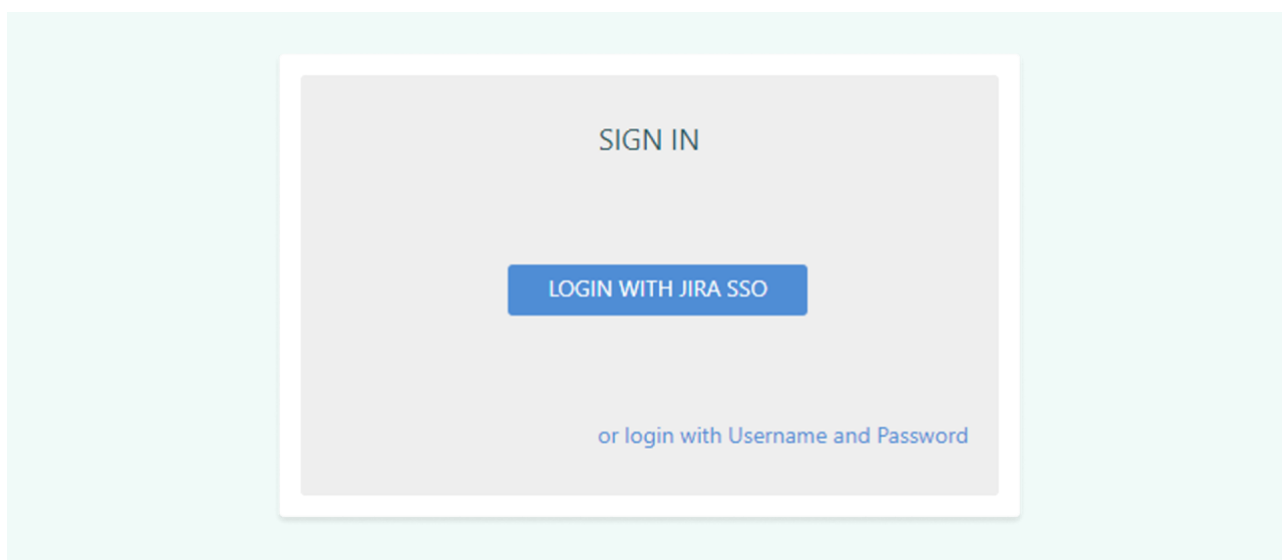 SIGN IN
LOGIN WITH JIRA SSO
or login with Username and Password